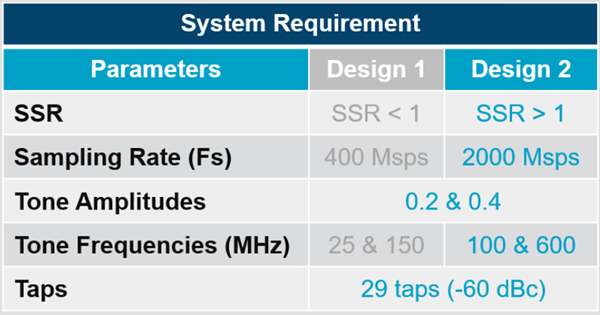 System Requirement
Parameters Design 1 Design 2
SSR SSR < 1 SSR > 1
Sampling Rate (Fs) 400 Msps 2000 Msps
Tone Amplitudes 0.2 & 0.4
Tone Frequencies (MHz) 25 & 150 100 & 600
Taps 29 taps (-60 dBc)